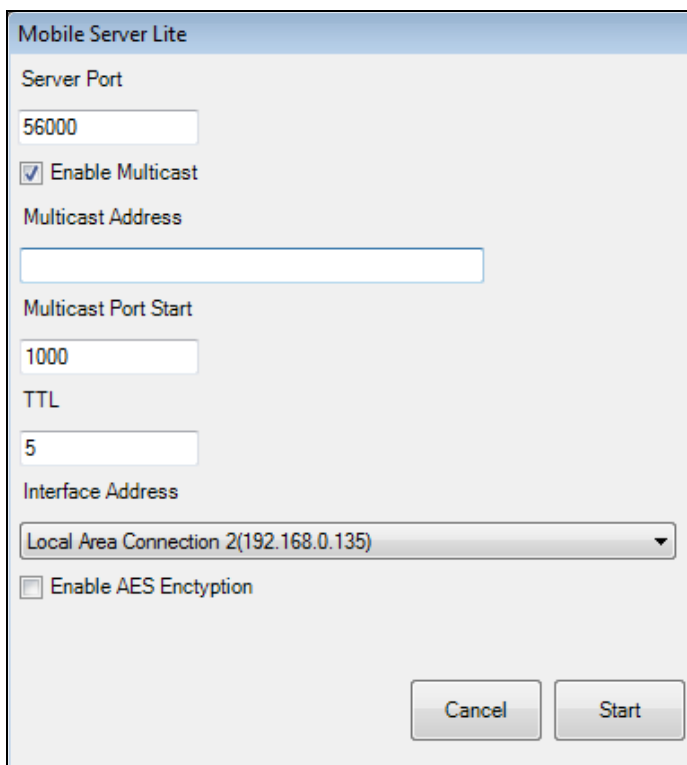 Mobile Server Lite
Server Port
56000
Enable Multicast
Multicast Address
Multicast Port Start
1000
TTL
5
Interface Address
Local Area Connection 2(192.168.0.135)
Enable AES Enctyption
Cancel Start